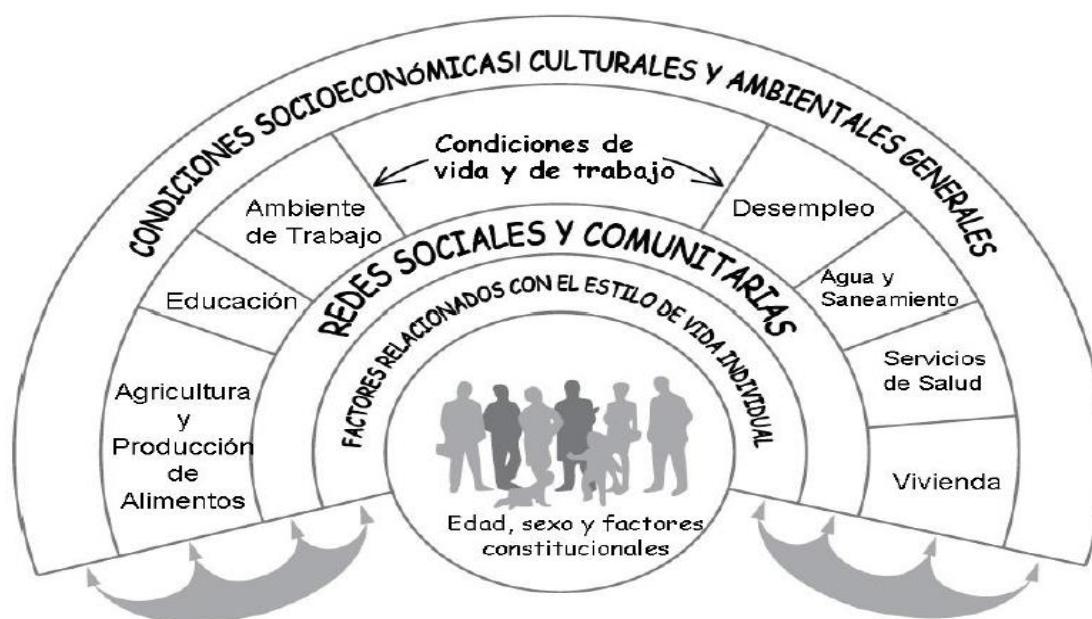 CONDICIONES SOCIOECONÓMICASI CULTURALES Y AMBIENTALES GENERALES
Condiciones de
vida y de trabajo
Ambiente
de Trabajo
Desempleo
REDES SOCIALES Y COMUNITARIAS
Educación
Agua y
Saneamiento
FACTORES RELACIONADOS CON EL ESTILO DE VIDA INDIVIDUAL
Agricultura
y
Producción
de
Alimentos
Servicios
de Salud
Vivienda
Edad, sexo y factores
constitucionales